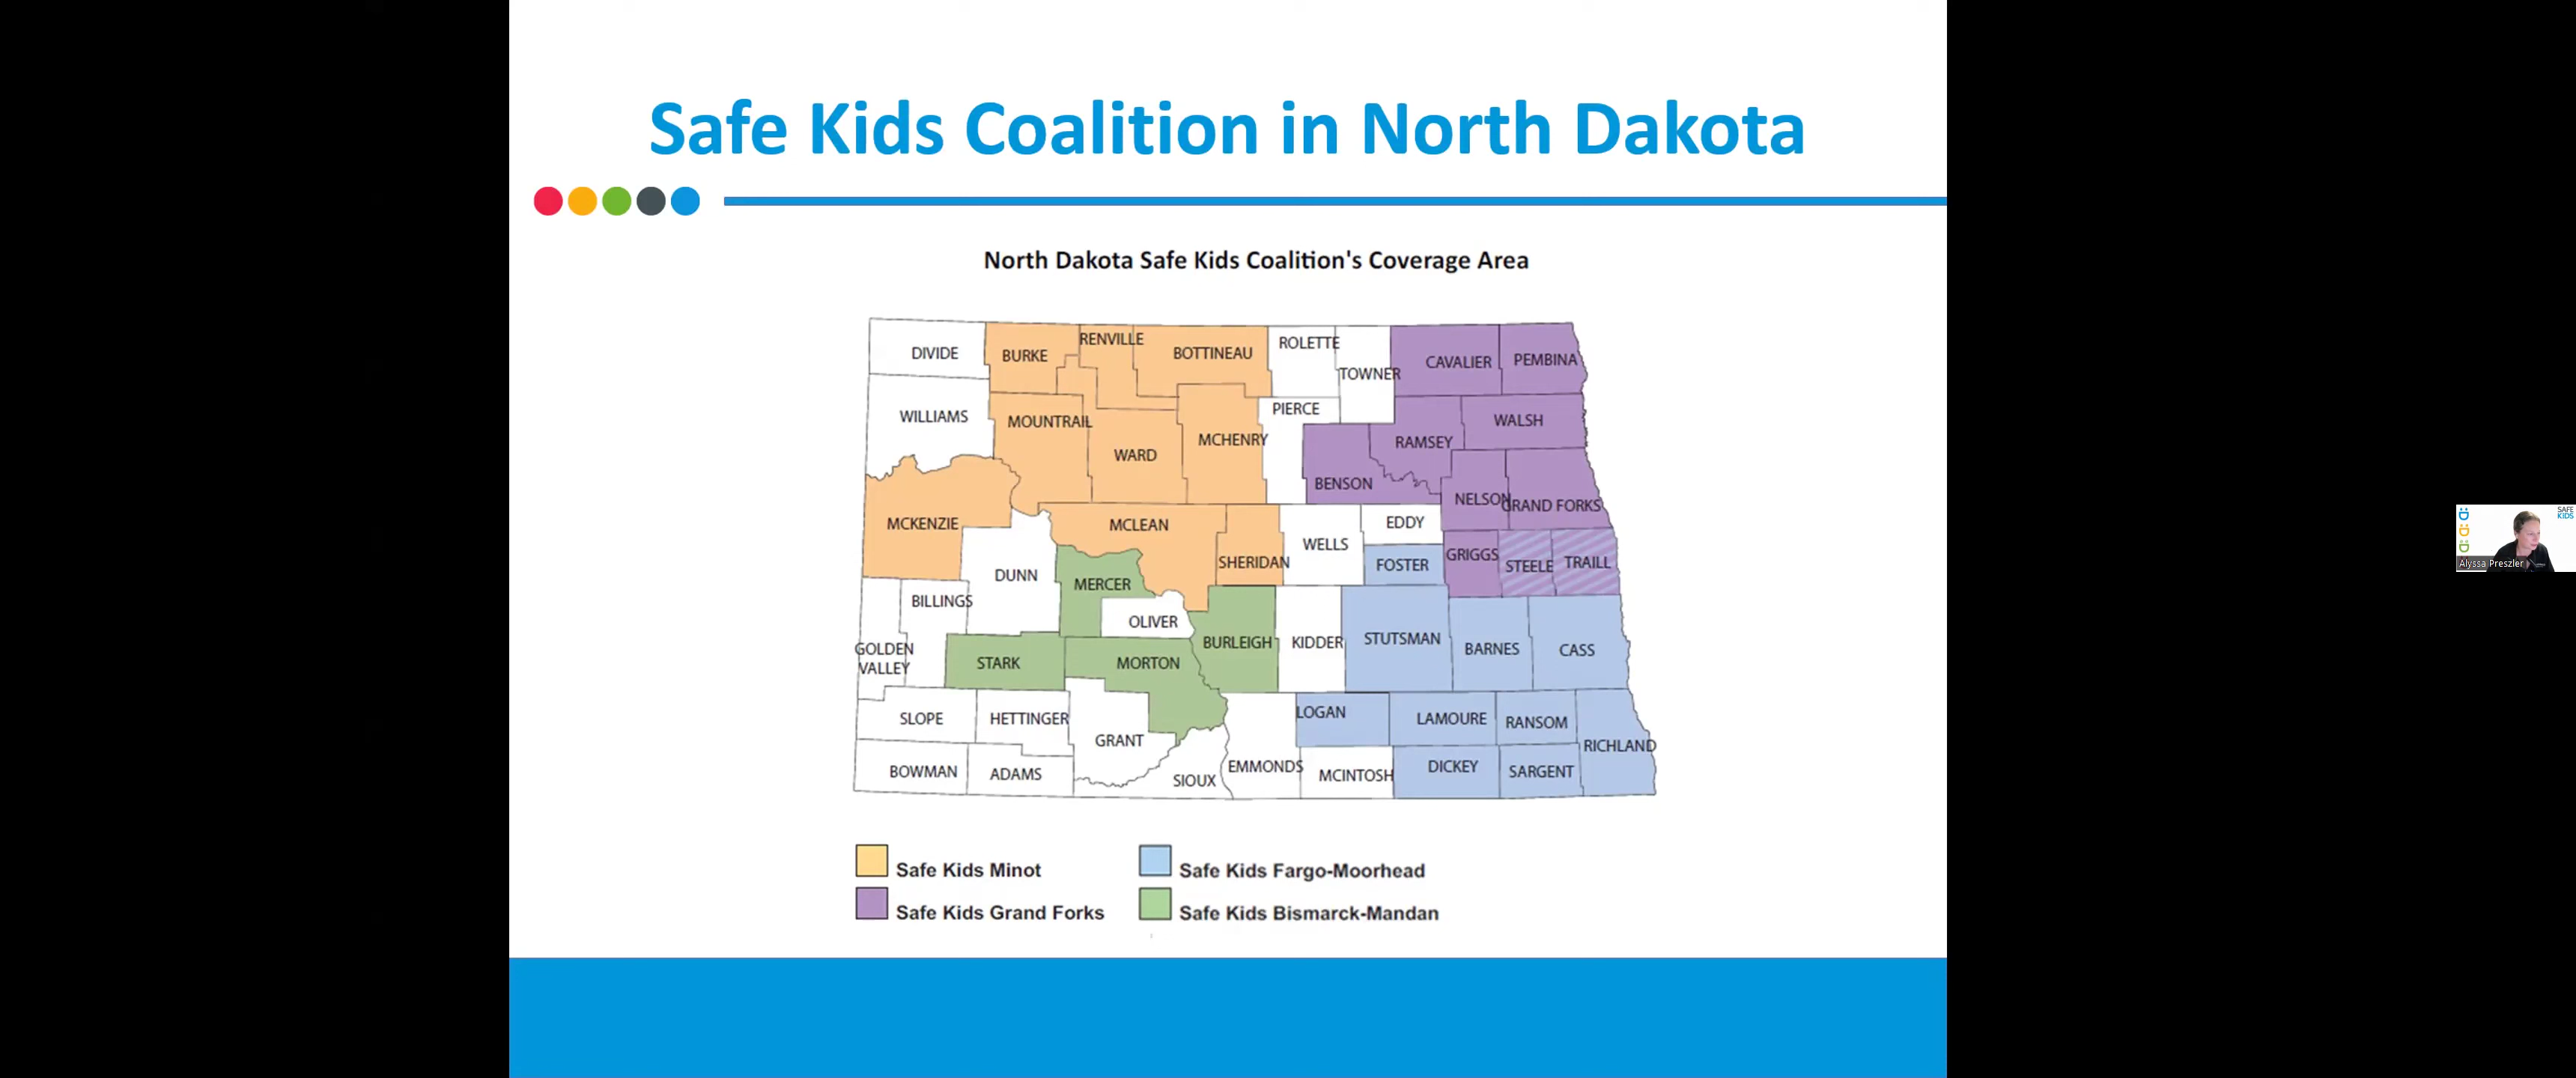 Safe Kids Coalition in North Dakota
North Dakota Safe Kids Coalition's Coverage Area
DIVIDE
BURKE
RENVILLE
BOTTINEAU
ROLETTE
TOWNER
CAVALIER
PEMBINA
WILLIAMS
MOUNTRAIL
WARD
MCHENRY
PIERCE
BENSON
RAMSEY
WALSH
NELSON
GRAND FORKS
MCKENZIE
DUNN
MCLEAN
SHERIDAN
WELLS
EDDY
FOSTER
GRIGGS
STEELE
TRAILL
BILLINGS
MERCER
OLIVER
GOLDEN
VALLEY
STARK
MORTON
BURLEIGH
KIDDER
STUTSMAN
BARNES
CASS
SLOPE
HETTINGER
GRANT
LOGAN
LAMOURE
RANSOM
RICHLAND
BOWMAN
ADAMS
SIOUX
EMMONDS
MCINTOSH
DICKEY
SARGENT
Safe Kids Minot
Safe Kids Fargo-Moorhead
Safe Kids Grand Forks
Safe Kids Bismarck-Mandan
SAFE
KIDS
Alyssa Preszler